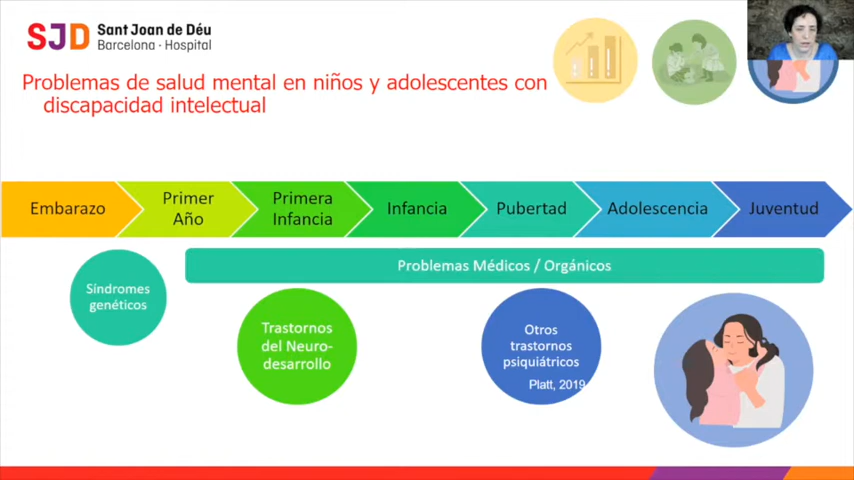 SJD
Sant Joan de Déu
Barcelona · Hospital
Problemas de salud mental en niños y adolescentes con
discapacidad intelectual
Embarazo
Primer
Año
Primera
Infancia
Infancia
Pubertad
Adolescencia
Juventud
Problemas Médicos / Orgánicos
Síndromes
genéticos
Trastornos
del Neuro-
desarrollo
Otros
trastornos
psiquiátricos
Platt, 2019